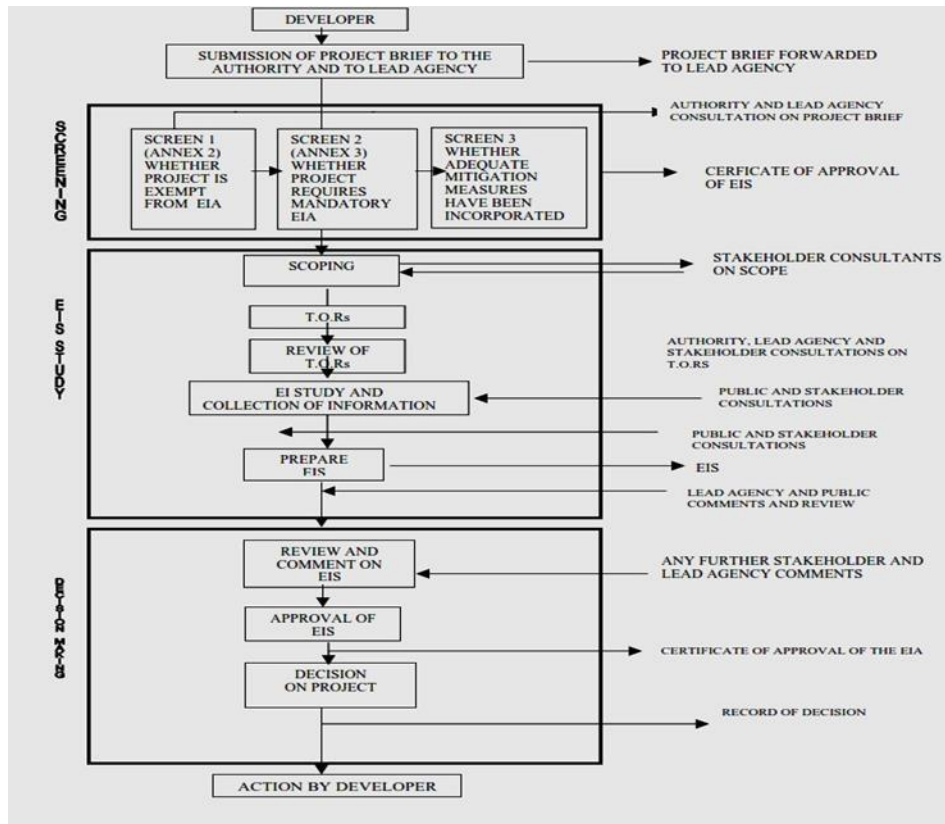 DEVELOPER
SUBMISSION OF PROJECT BRIEF TO THE
AUTHORITY AND TO LEAD AGENCY
PROJECT BRIEF FORWARDED
TO LEAD AGENCY
SCREENING
AUTHORITY AND LEAD AGENCY
CONSULTATION ON PROJECT BRIEF
SCREEN 1
(ANNEX 2)
WHETHER
PROJECT IS
EXEMPT
FROM EIA
SCREEN 2
(ANNEX 3)
WHETHER
PROJECT
REQUIRES
MANDATORY
EIA
SCREEN 3
WHETHER
ADEQUATE
MITIGATION
MEASURES
HAVE BEEN
INCORPORATED
CERFICATE OF APPROVAL
OF EIS
EIS STUDY
SCOPING
STAKEHOLDER CONSULTANTS
ON SCOPE
T.O.Rs
REVIEW OF
T.O.Rs
AUTHORITY, LEAD AGENCY AND
STAKEHOLDER CONSULTATIONS ON
T.O.RS
EI STUDY AND
COLLECTION OF INFORMATION
PUBLIC AND STAKEHOLDER
CONSULTATIONS
PUBLIC AND STAKEHOLDER
CONSULTATIONS
PREPARE
EIS
EIS
LEAD AGENCY AND PUBLIC
COMMENTS AND REVIEW
DECISION MAKING
REVIEW AND
COMMENT ON
EIS
ANY FURTHER STAKEHOLDER AND
LEAD AGENCY COMMENTS
APPROVAL OF
EIS
CERTIFICATE OF APPROVAL OF THE EIA
DECISION
ON PROJECT
RECORD OF DECISION
ACTION BY DEVELOPER